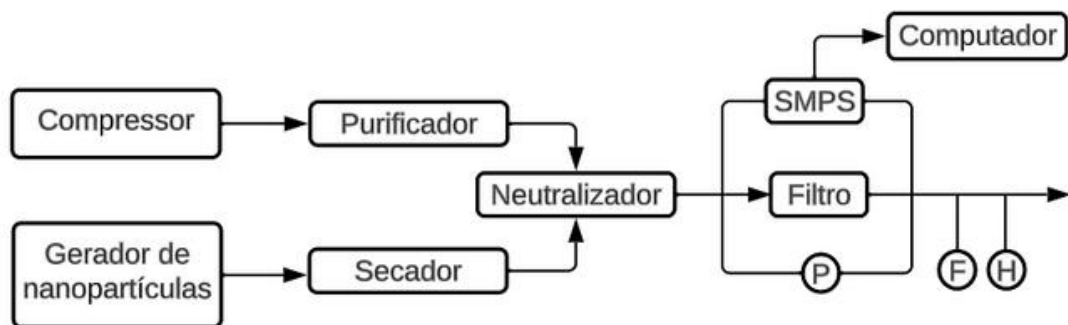 Computador
SMPS
Compressor
Purificador
Neutralizador
Filtro
Gerador de
nanopartículas
Secador
P
F
H